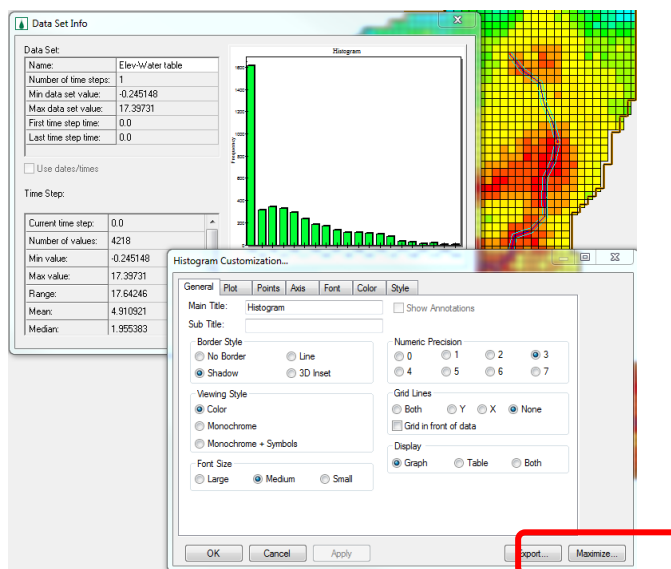 Data Set Info
X
Data Set:
Name: Elev-Water table
Number of time steps: 1
Min data set value: -0.245148
Max data set value: 17.39731
First time step time: 0.0
Last time step time: 0.0
Use dates/times
Time Step:
Current time step: 0.0
Number of values: 4218
Min value: -0.245148
Max value: 17.39731
Range: 17.64246
Mean: 4.910921
Median: 1.955383
Histogram
Frequency
Histogram Customization...
General Plot Points Axis Font Color Style
Main Title: Histogram
Show Annotations
Sub Title:
Border Style
No Border Line
Shadow 3D Inset
Numeric Precision
0 1 2 3
4 5 6 7
Viewing Style
Color
Monochrome
Monochrome + Symbols
Grid Lines
Both Y X None
Grid in front of data
Font Size
Large Medium Small
Display
Graph Table Both
OK Cancel Apply Export... Maximize...